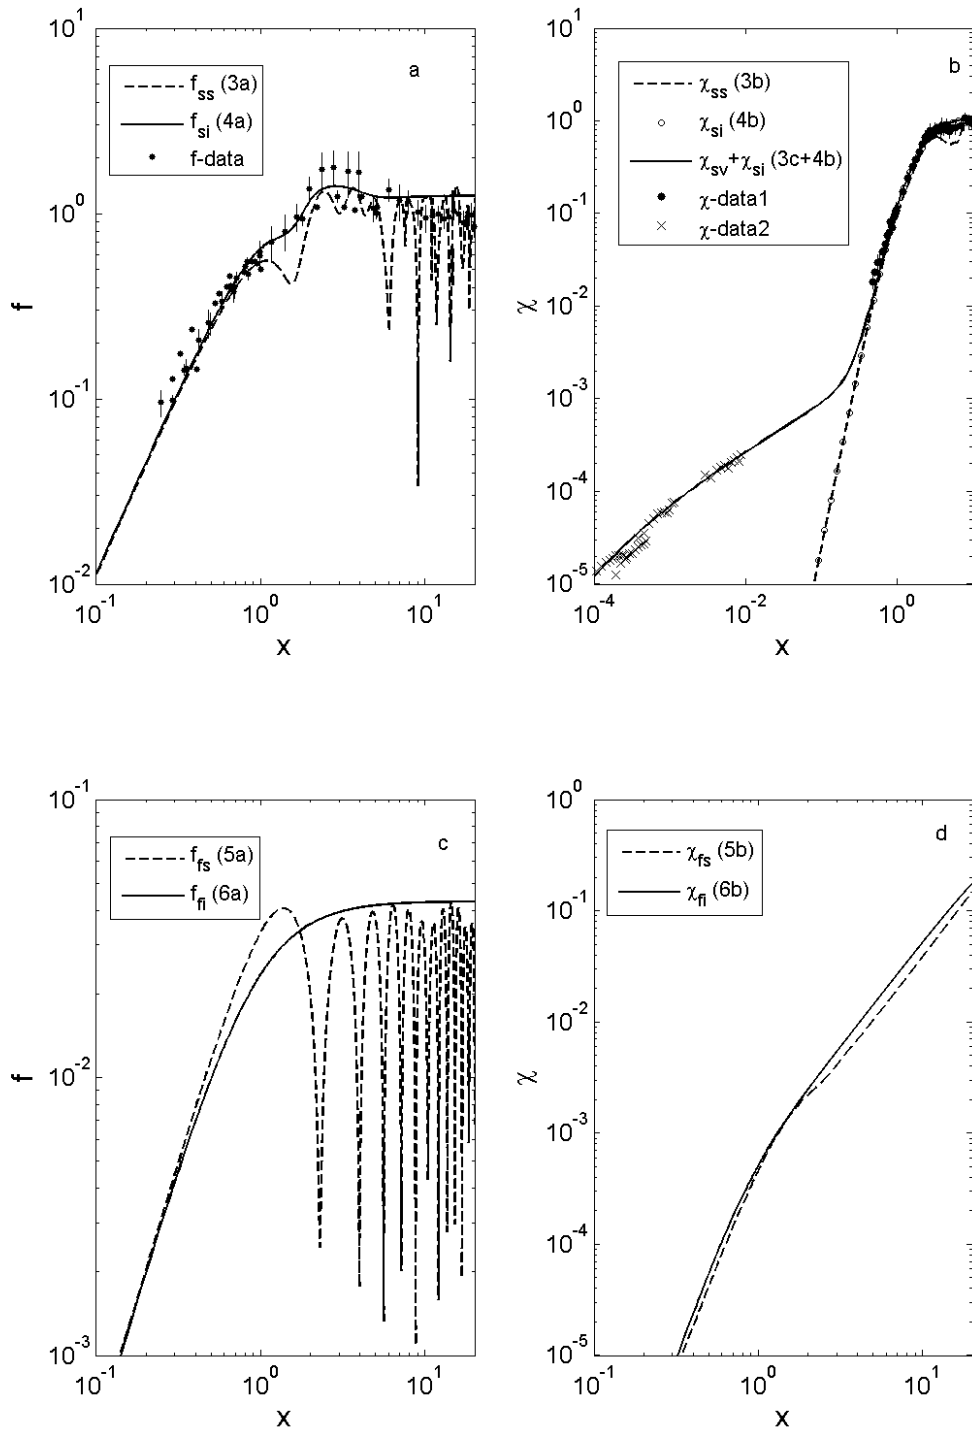 a
f_ss (3a)
f_si (4a)
f-data
10^1
10^0
10^-1
10^-2
f
10^-1
10^0
10^1
x
b
χ_ss (3b)
χ_si (4b)
χ_sv+χ_si (3c+4b)
χ-data1
χ-data2
10^1
10^0
10^-1
10^-2
10^-3
10^-4
10^-5
χ
10^-4
10^-2
10^0
x
c
f_fs (5a)
f_fi (6a)
10^-1
10^-2
10^-3
f
10^-1
10^0
10^1
x
d
χ_fs (5b)
χ_fi (6b)
10^0
10^-1
10^-2
10^-3
10^-4
10^-5
χ
10^-1
10^0
10^1
x